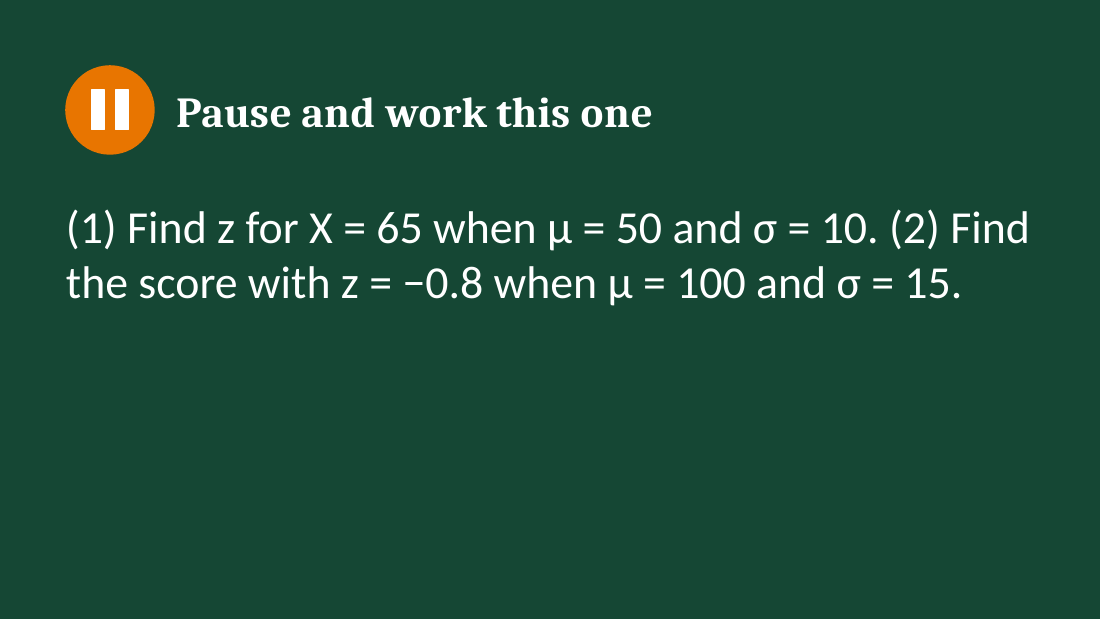 Pause and work this one
(1) Find z for X = 65 when μ = 50 and σ = 10. (2) Find
the score with z = −0.8 when μ = 100 and σ = 15.